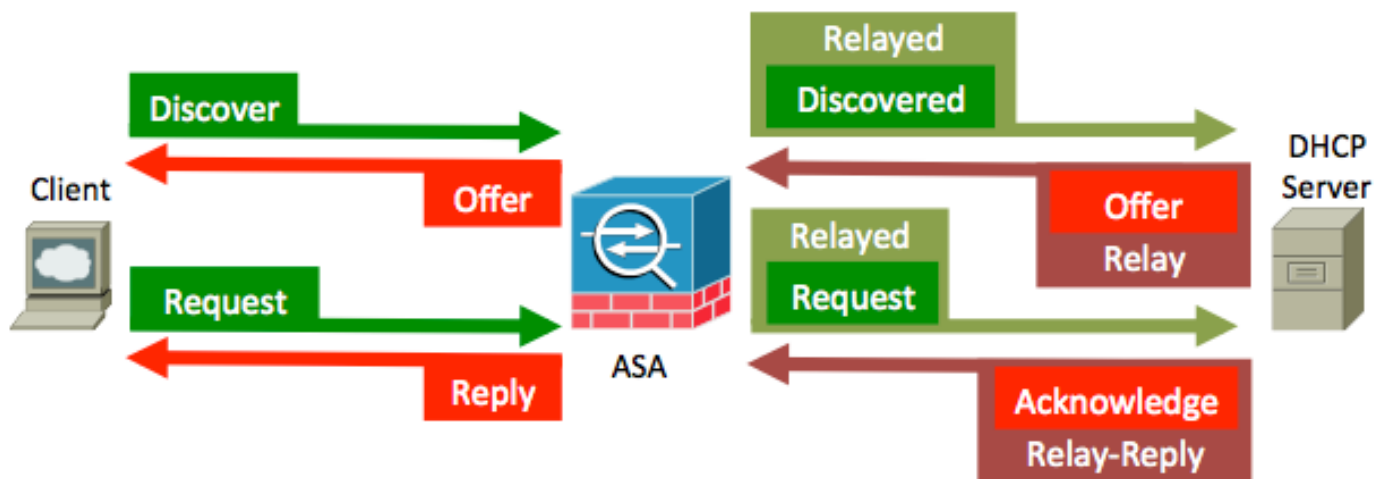 Relayed
Discovered
Discover
DHCP
Server
Client
Offer
Offer
Relay
Relayed
Request
Request
ASA
Reply
Acknowledge
Relay-Reply